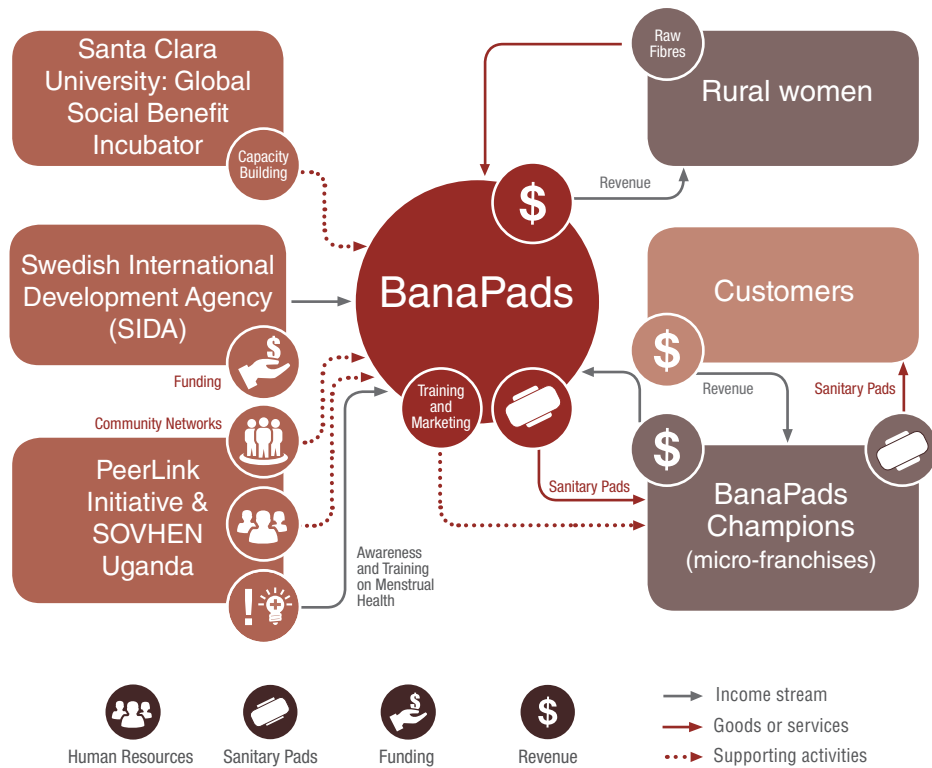 Santa Clara
University: Global
Social Benefit
Incubator
Capacity
Building
Raw
Fibres
Rural women
$
Revenue
Swedish International
Development Agency
(SIDA)
$
Funding
BanaPads
Customers
$
Revenue
Sanitary Pads
Training
and
Marketing
Community Networks
PeerLink
Initiative &
SOVHEN
Uganda
!
Awareness
and Training
on Menstrual
Health
Sanitary Pads
$
BanaPads
Champions
(micro-franchises)
Human Resources
Sanitary Pads
$
Funding
$
Revenue
Income stream
Goods or services
Supporting activities